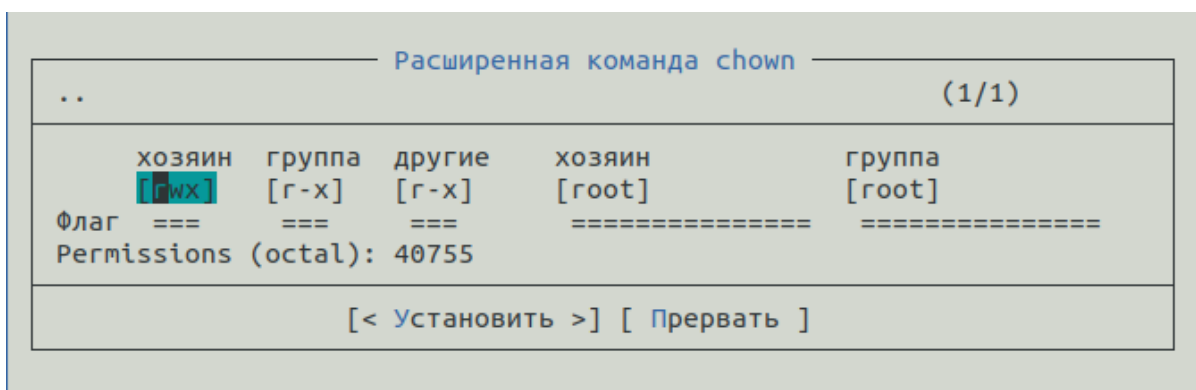 Расширенная команда chown
.. (1/1)
хозяин группа другие хозяин группа
[rwx] [r-x] [r-x] [root] [root]
Флаг === === === =============== ===============
Permissions (octal): 40755
[< Установить >] [ Прервать ]